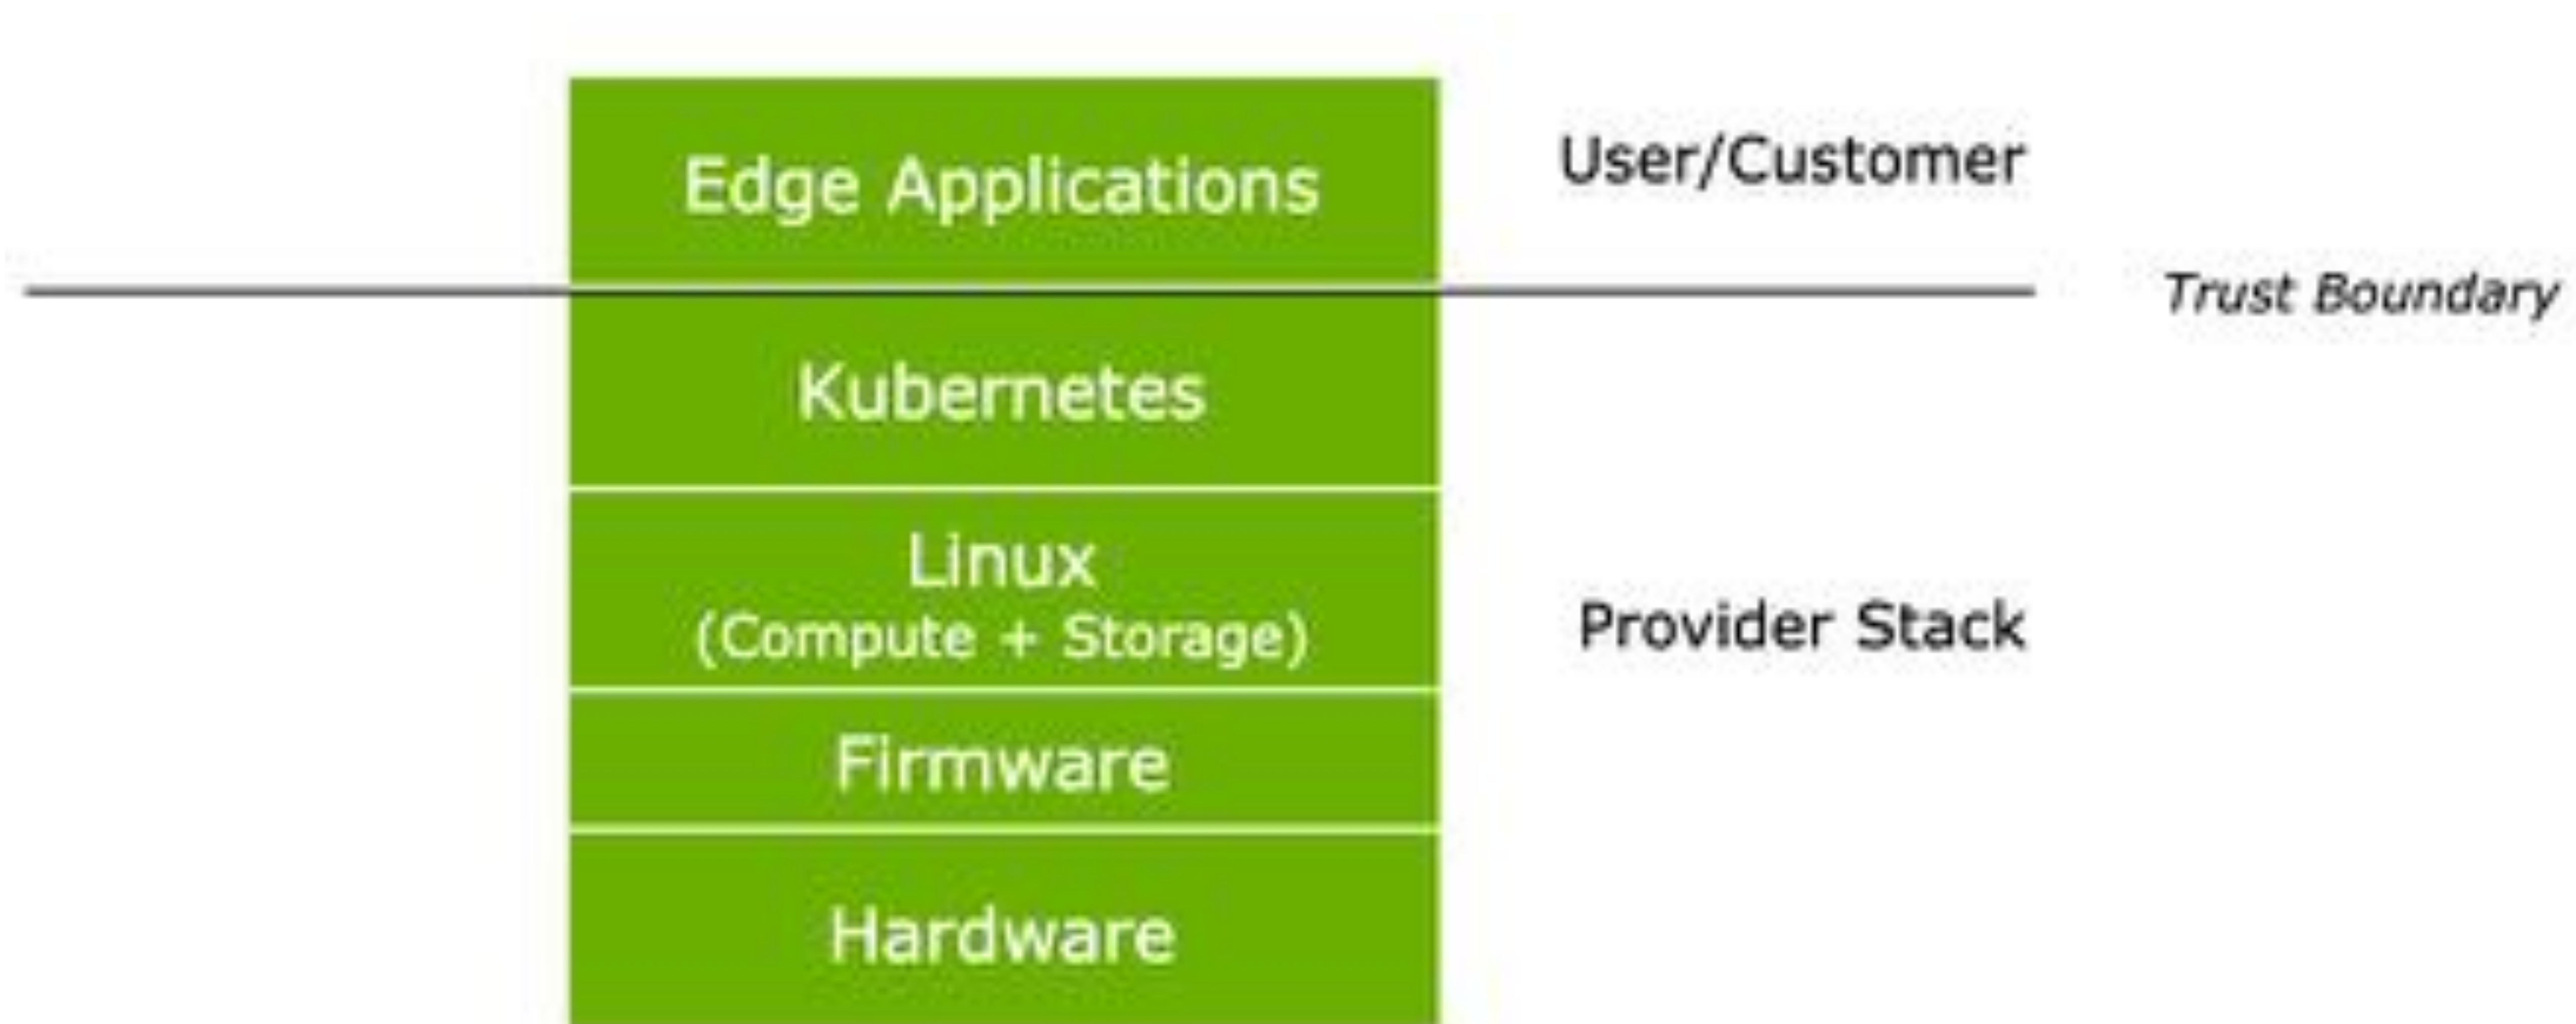 Edge Applications
User/Customer
Trust Boundary
Kubernetes
Linux
(Compute + Storage)
Provider Stack
Firmware
Hardware